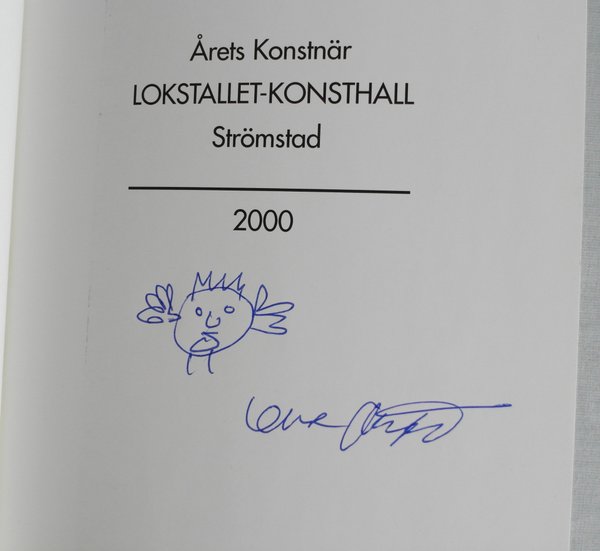 Årets Konstnär
LOKSTALLET-KONSTHALL
Strömstad
2000